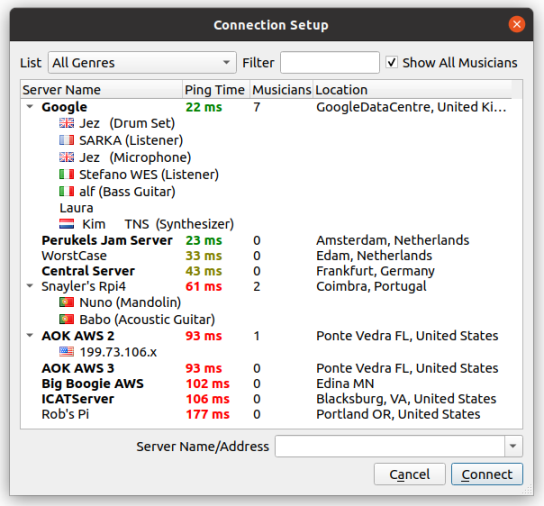 Connection Setup
List All Genres Filter Show All Musicians
Server Name Ping Time Musicians Location
Google 22 ms 7 GoogleDataCentre, United Ki...
Jez (Drum Set)
SARKA (Listener)
Jez (Microphone)
Stefano WES (Listener)
alf (Bass Guitar)
Laura
Kim TNS (Synthesizer)
Perukels Jam Server 23 ms 0 Amsterdam, Netherlands
WorstCase 33 ms 0 Edam, Netherlands
Central Server 43 ms 0 Frankfurt, Germany
Snayler's Rpi4 61 ms 2 Coimbra, Portugal
Nuno (Mandolin)
Babo (Acoustic Guitar)
AOK AWS 2 93 ms 1 Ponte Vedra FL, United States
199.73.106.x
AOK AWS 3 93 ms 0 Ponte Vedra FL, United States
Big Boogie AWS 102 ms 0 Edina MN
ICATServer 106 ms 0 Blacksburg, VA, United States
Rob's Pi 177 ms 0 Portland OR, United States
Server Name/Address
Cancel Connect